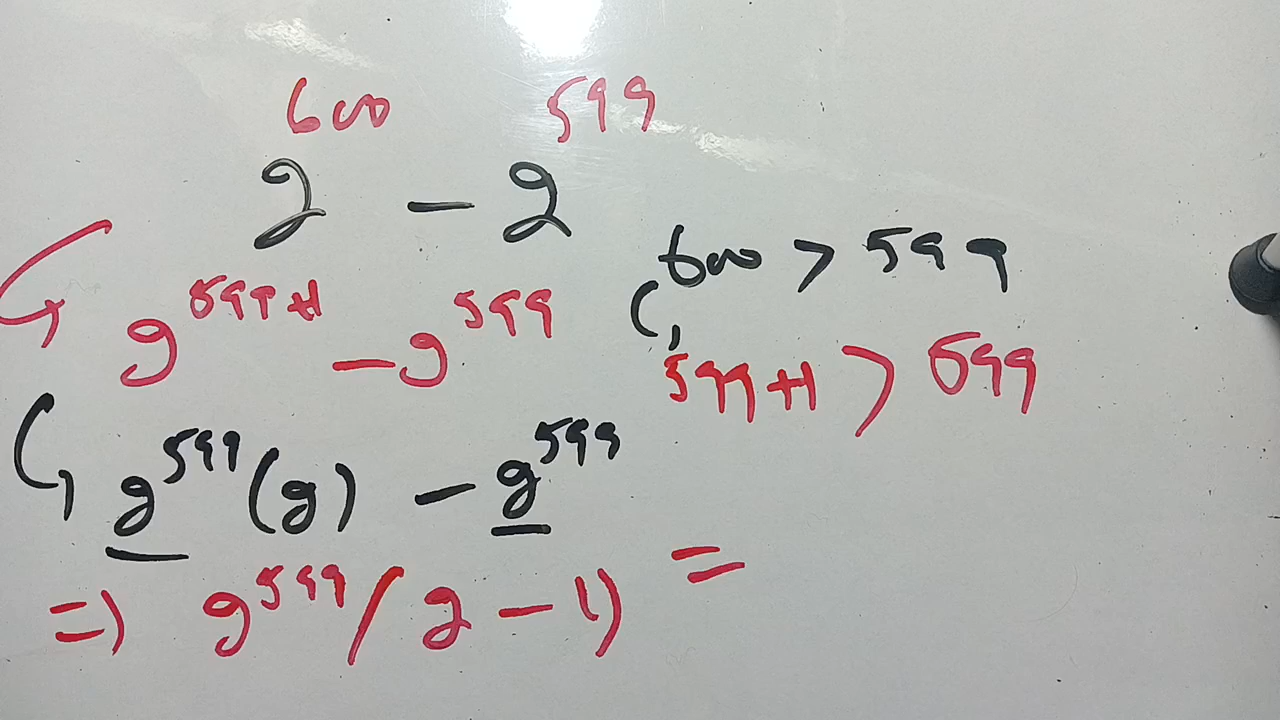 2^600 - 2^599
600 > 599
2^599+1 - 2^599
599+1 > 599
2^599(2) - 2^599
=> 2^599(2-1) =